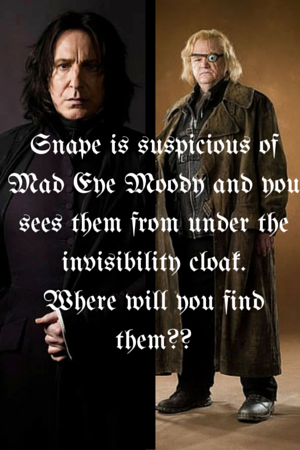 Snape is suspicious of
Mad Eye Moody and you
sees them from under the
invisibility cloak.
Where will you find
them??